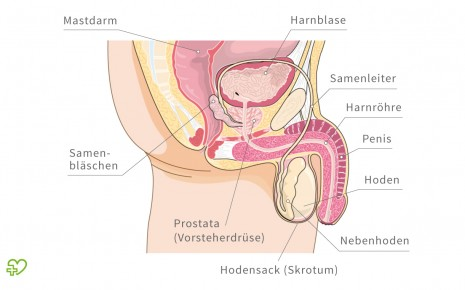 Mastdarm
Harnblase
Samenleiter
Harnröhre
Penis
Samen-
bläschen
Hoden
Prostata
(Vorsteherdrüse)
Nebenhoden
Hodensack (Skrotum)